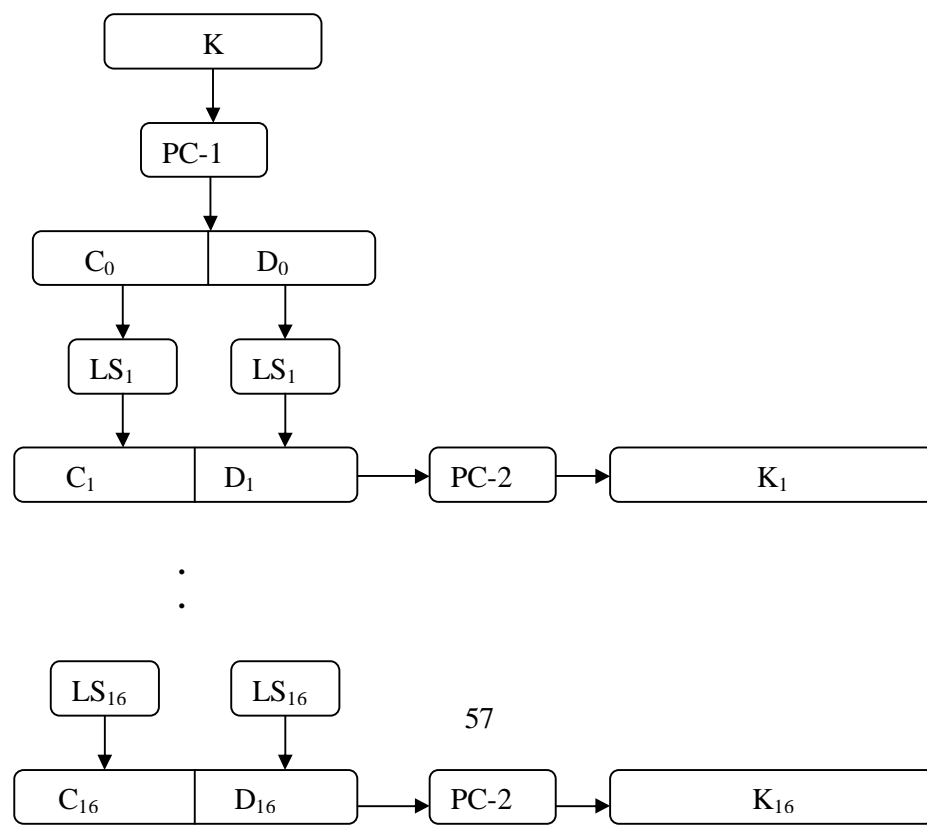 K
PC-1
C₀ D₀
LS₁ LS₁
C₁ D₁ PC-2 K₁
.
.
LS₁₆ LS₁₆
57
C₁₆ D₁₆ PC-2 K₁₆